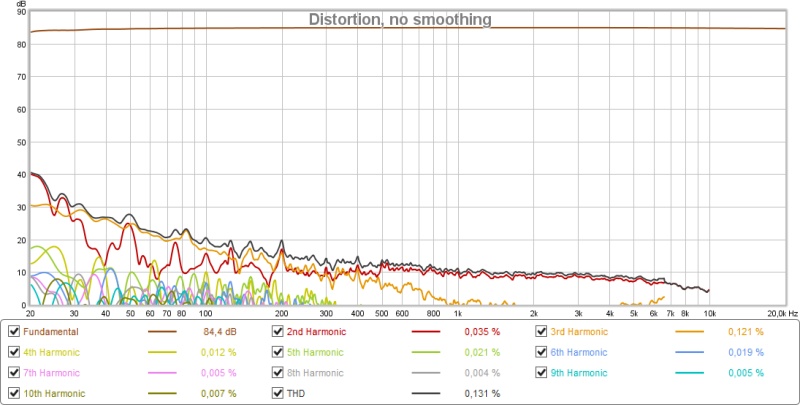 dB
Distortion, no smoothing
90
80
70
60
50
40
30
20
10
0
20 30 40 50 60 70 80 100 200 300 400 500 600 800 1k 2k 3k 4k 5k 6k 7k 8k 10k 20,0k Hz
Fundamental 84,4 dB 2nd Harmonic 0,035 % 3rd Harmonic 0,121 %
4th Harmonic 0,012 % 5th Harmonic 0,021 % 6th Harmonic 0,019 %
7th Harmonic 0,005 % 8th Harmonic 0,004 % 9th Harmonic 0,005 %
10th Harmonic 0,007 % THD 0,131 %